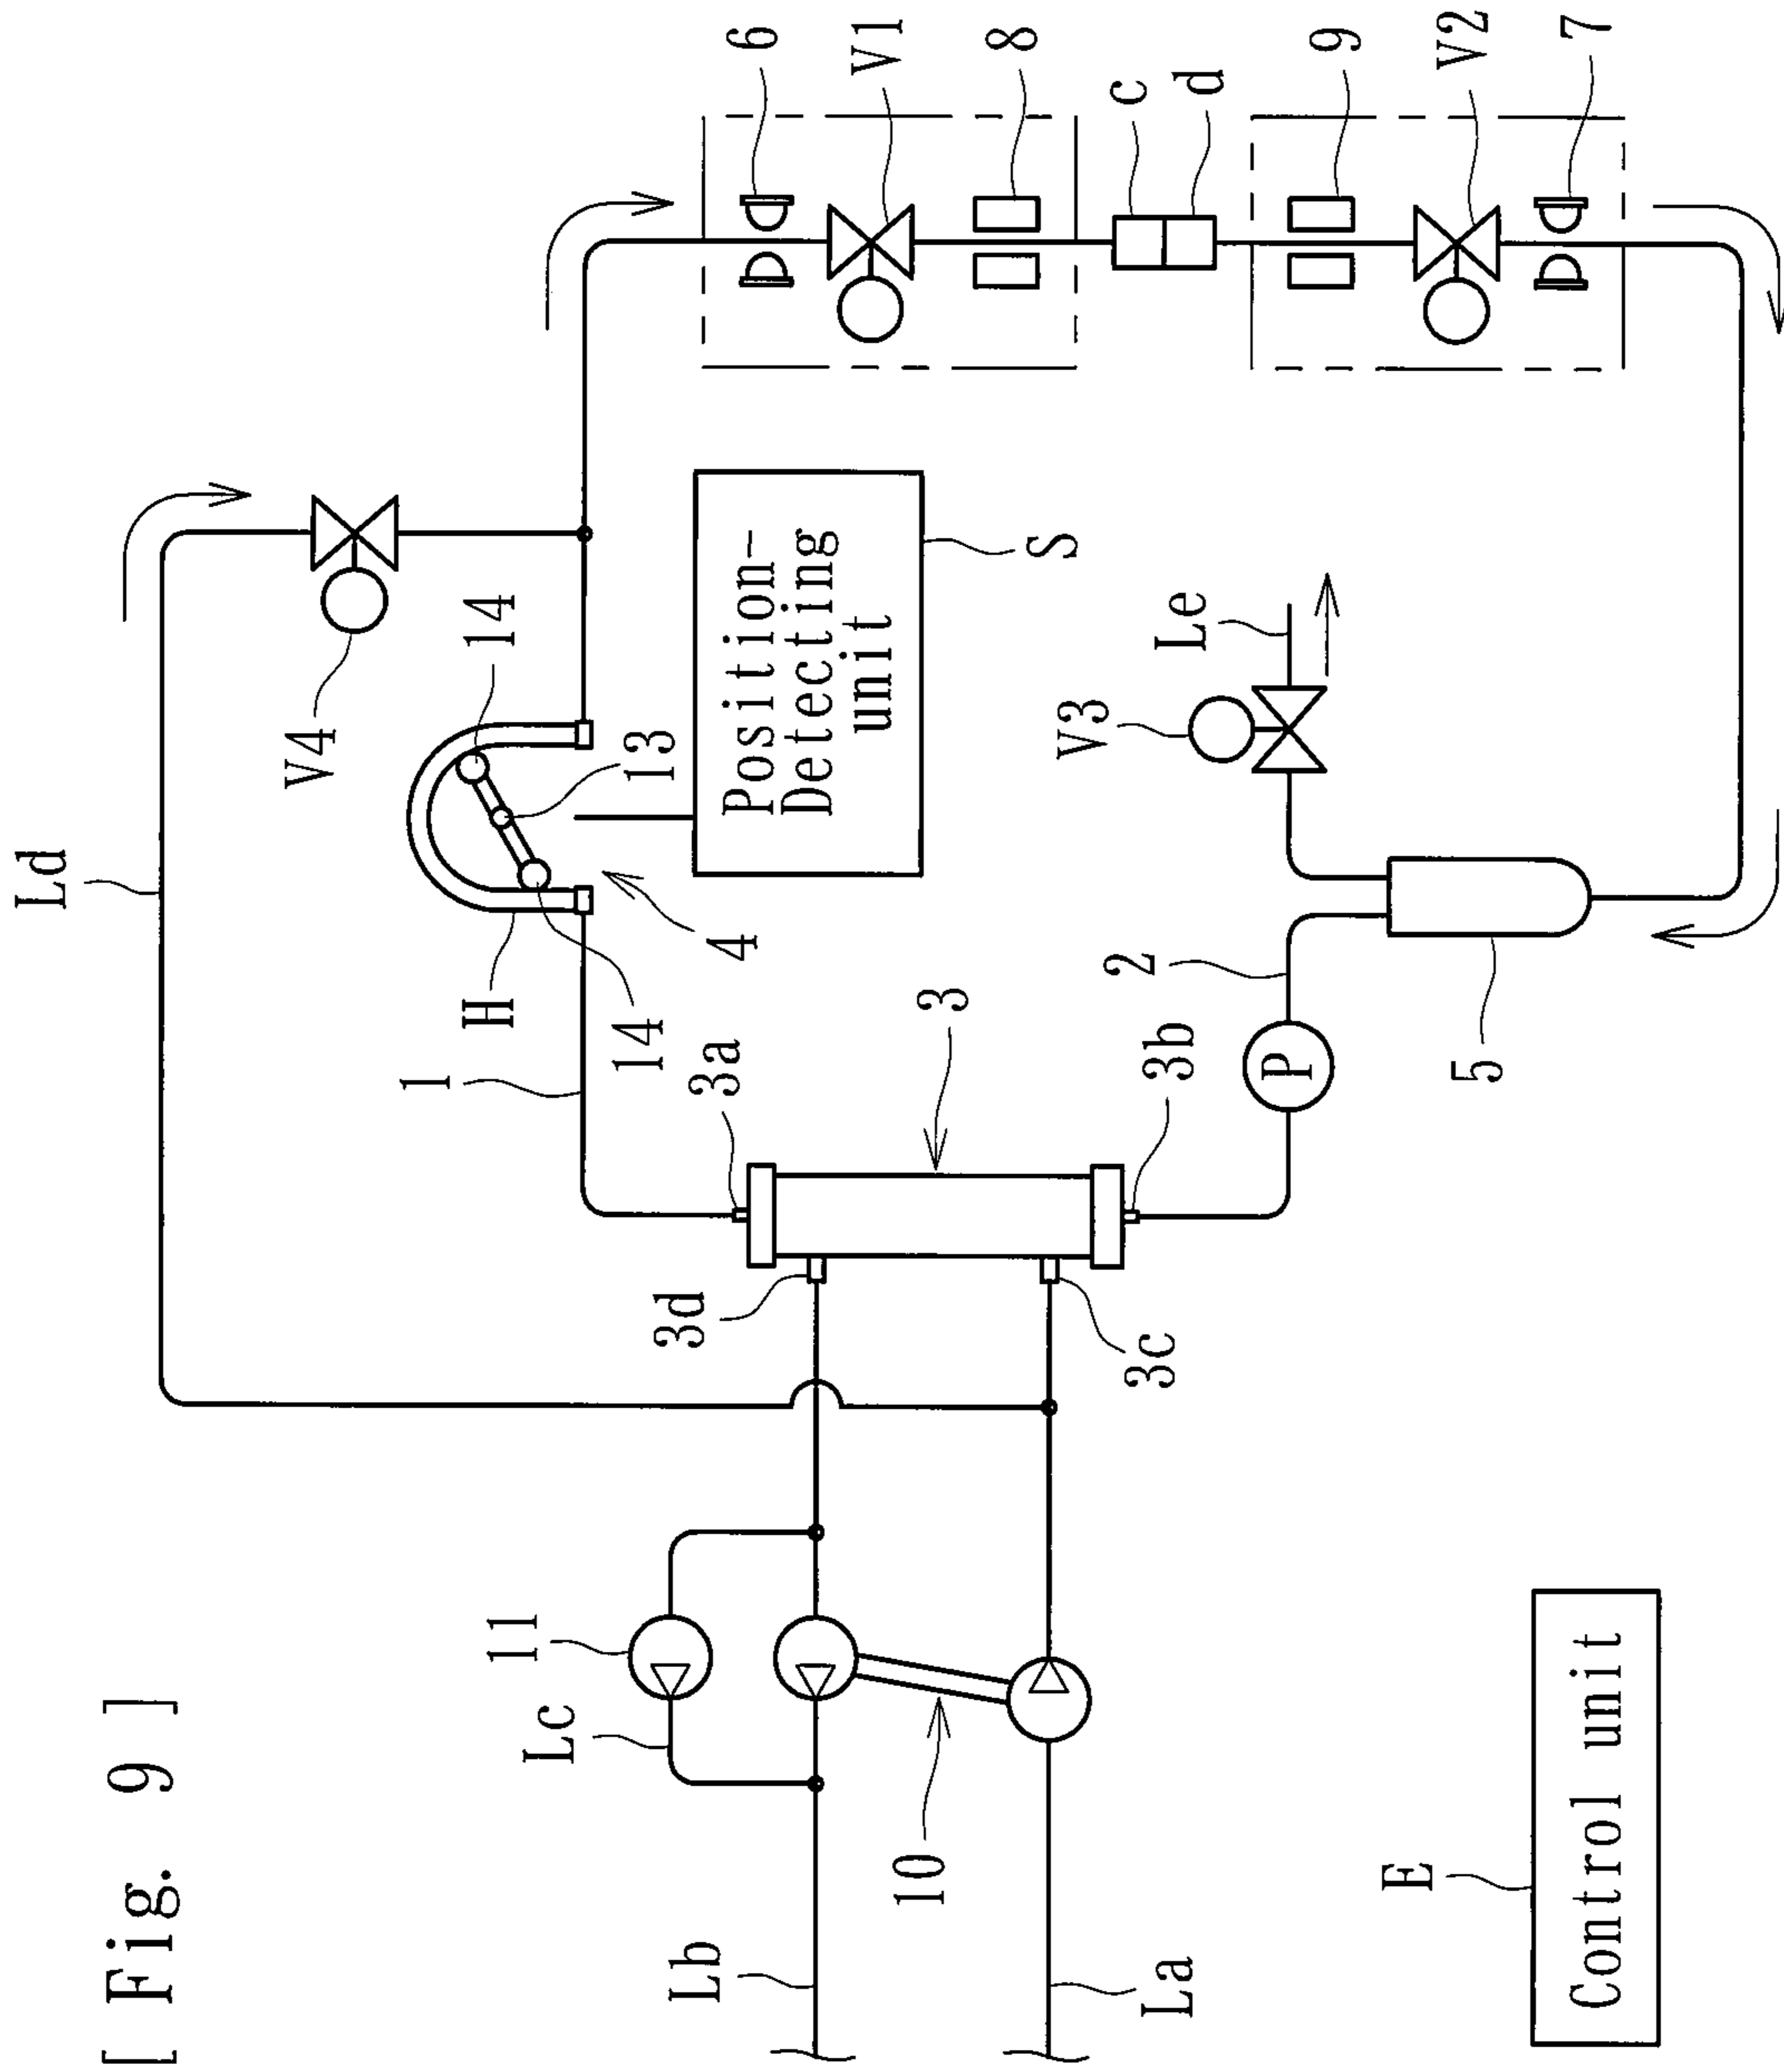 [ Fig. 9 ]
Ld
V4
14
H
13
14
4
1
3a
3
3d
3c
3b
Position-
Detecting
unit
S
6
V1
8
c
d
9
V2
7
Le
V3
2
P
5
11
Lc
10
Lb
La
E
Control unit